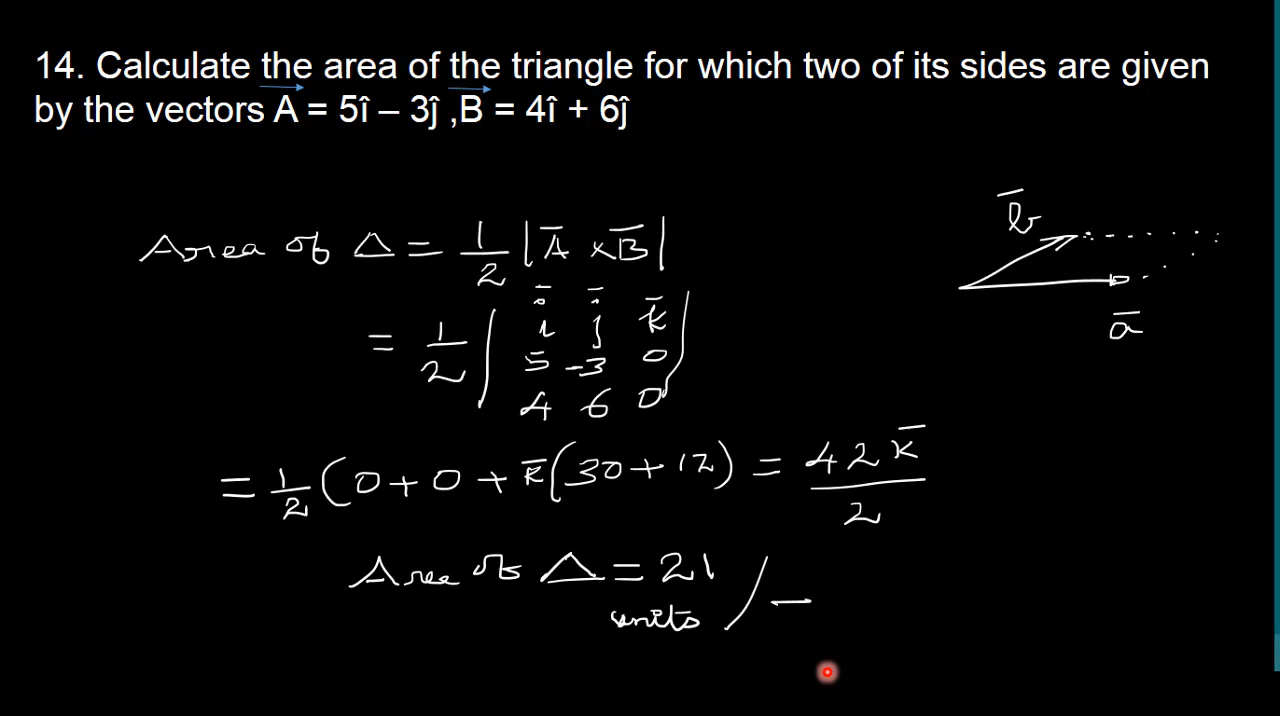 14. Calculate the area of the triangle for which two of its sides are given
by the vectors A = 5î – 3ĵ ,B = 4î + 6ĵ
b̅
Area of Δ = 1/2 |A̅ × B̅|
a̅
= 1/2 | i̅ j̅ k̅
5 -3 0
4 6 0 |
= 1/2 (0 + 0 + k̅(30 + 12) = 42k̅/2
Area of Δ = 21
units /–